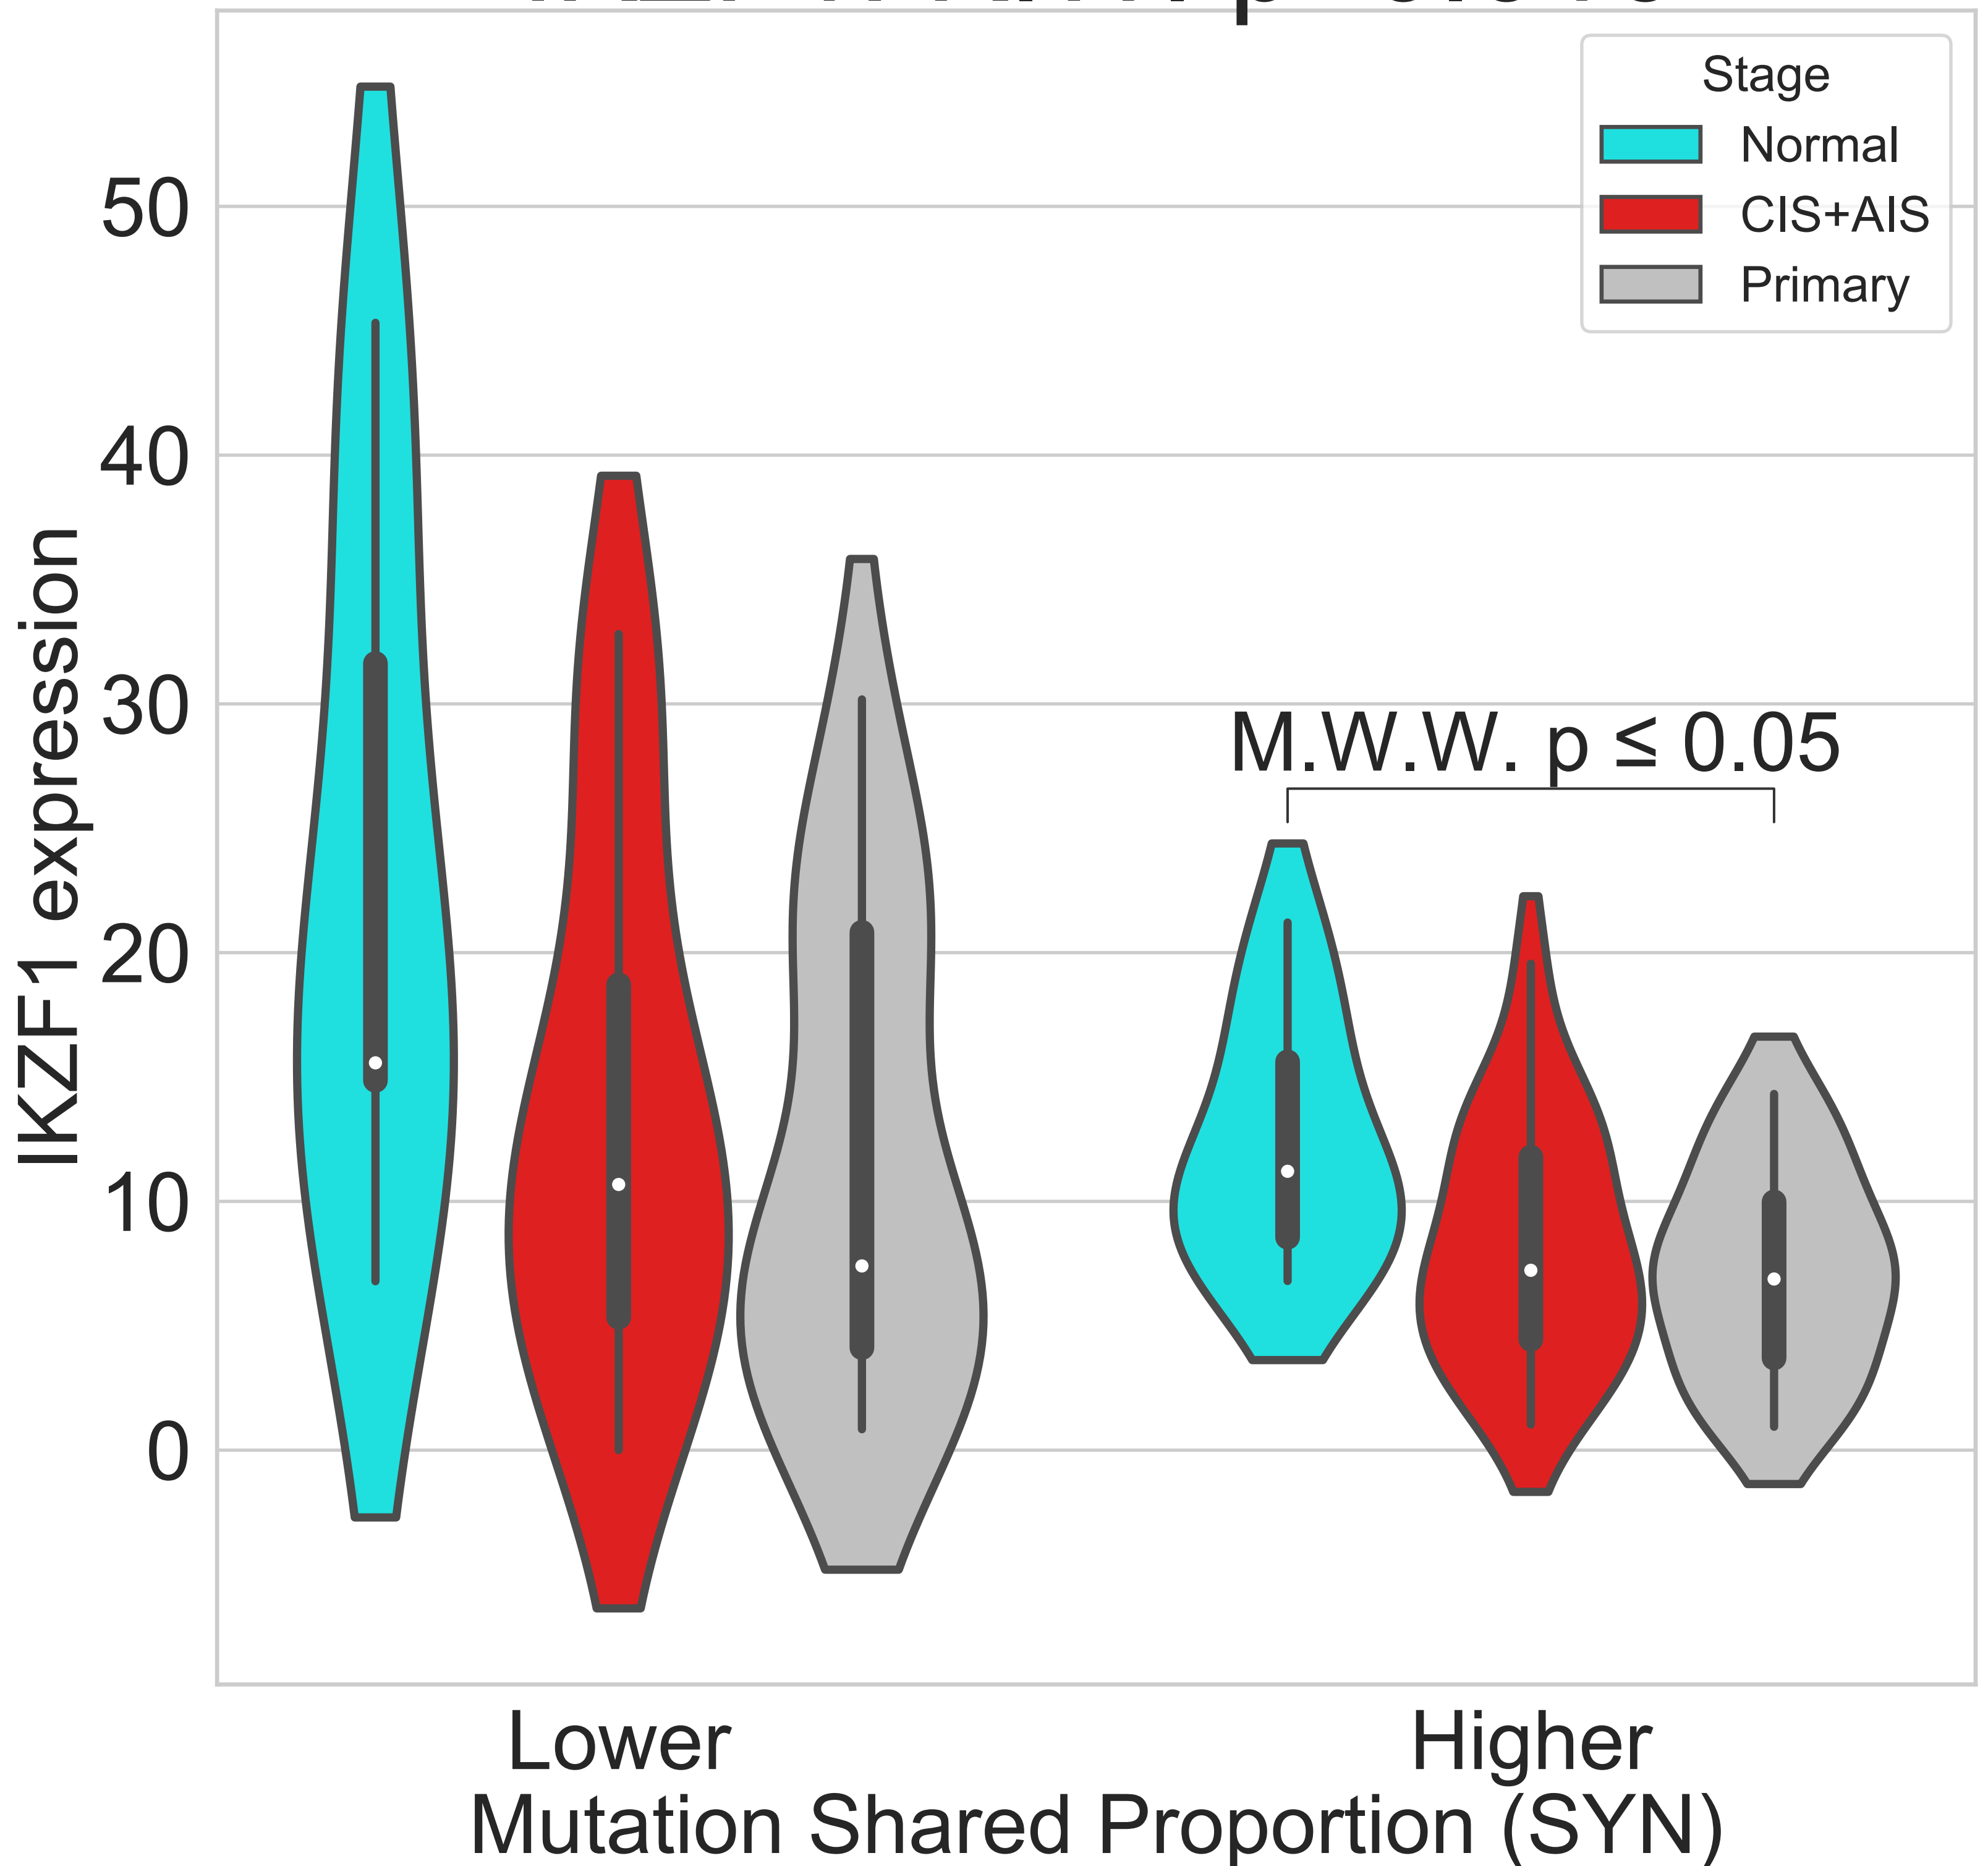 Stage
Normal
CIS+AIS
Primary
50
40
30
20
10
0
IKZF1 expression
M.W.W. p ≤ 0.05
Lower
Higher
Mutation Shared Proportion (SYN)